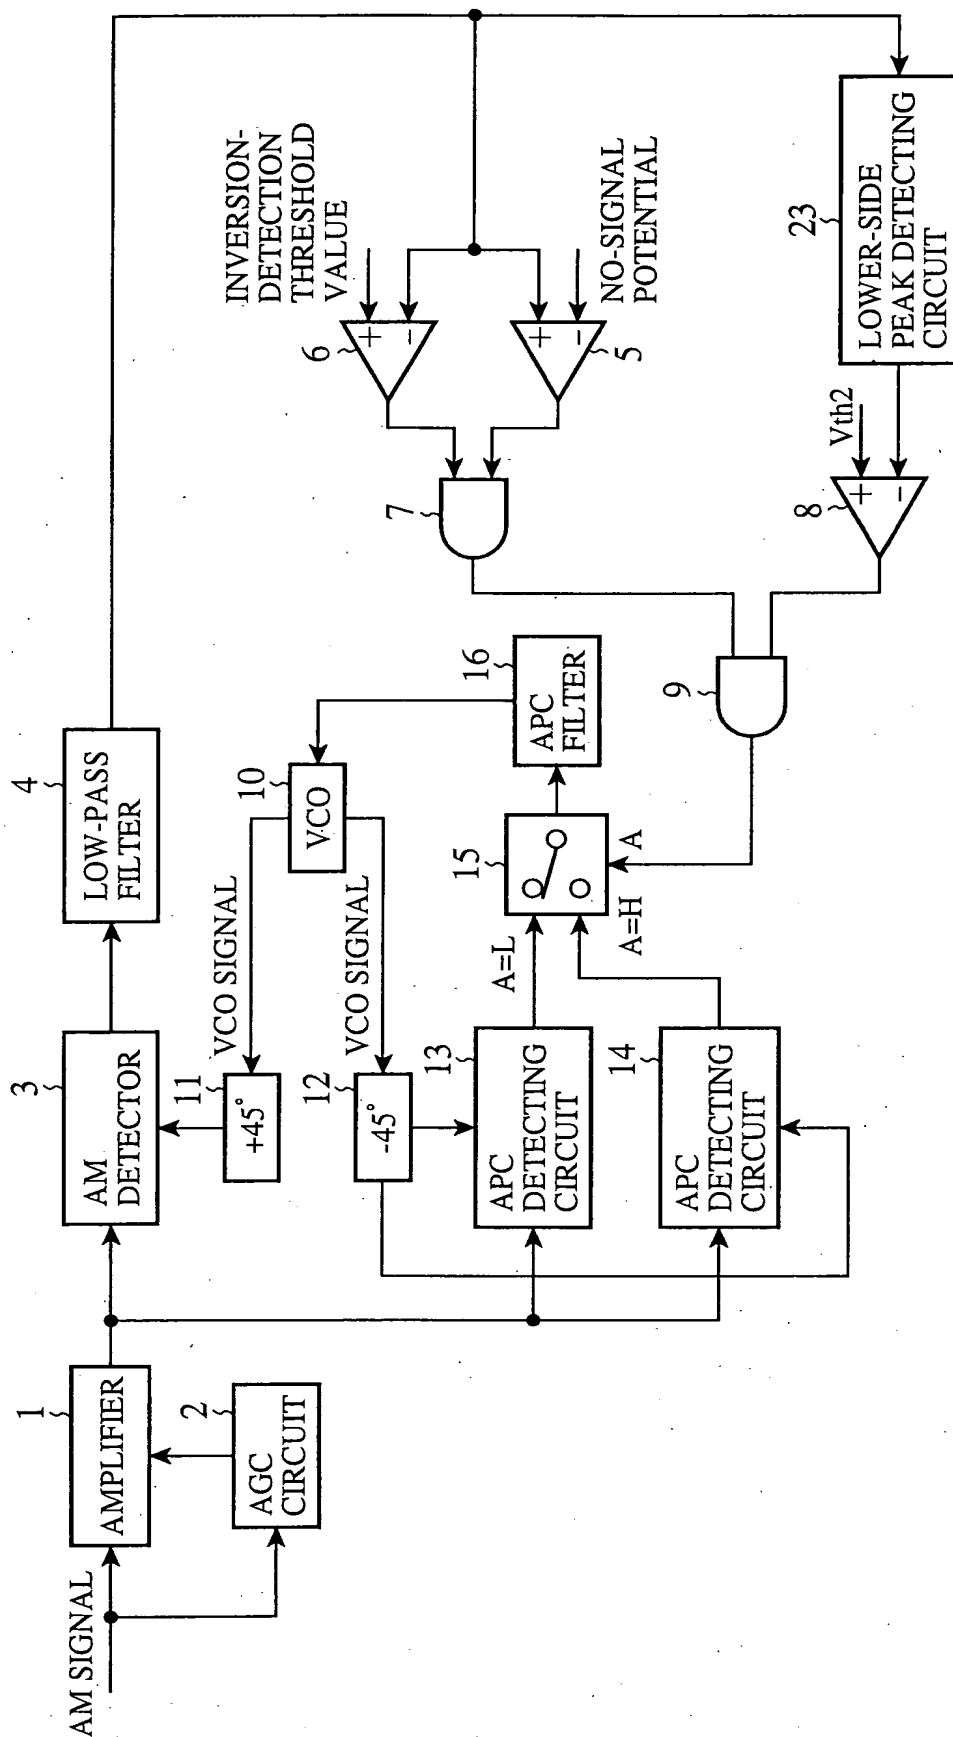 AM SIGNAL
1
AMPLIFIER
2
AGC
CIRCUIT
3
AM
DETECTOR
4
LOW-PASS
FILTER
11
+45°
VCO SIGNAL
10
VCO
12
-45°
VCO SIGNAL
13
APC
DETECTING
CIRCUIT
A=L
14
APC
DETECTING
CIRCUIT
A=H
15
A
16
APC
FILTER
INVERSION-
DETECTION
THRESHOLD
VALUE
6
+
-
NO-SIGNAL
POTENTIAL
5
+
-
7
9
8
+
-
Vth2
23
LOWER-SIDE
PEAK DETECTING
CIRCUIT